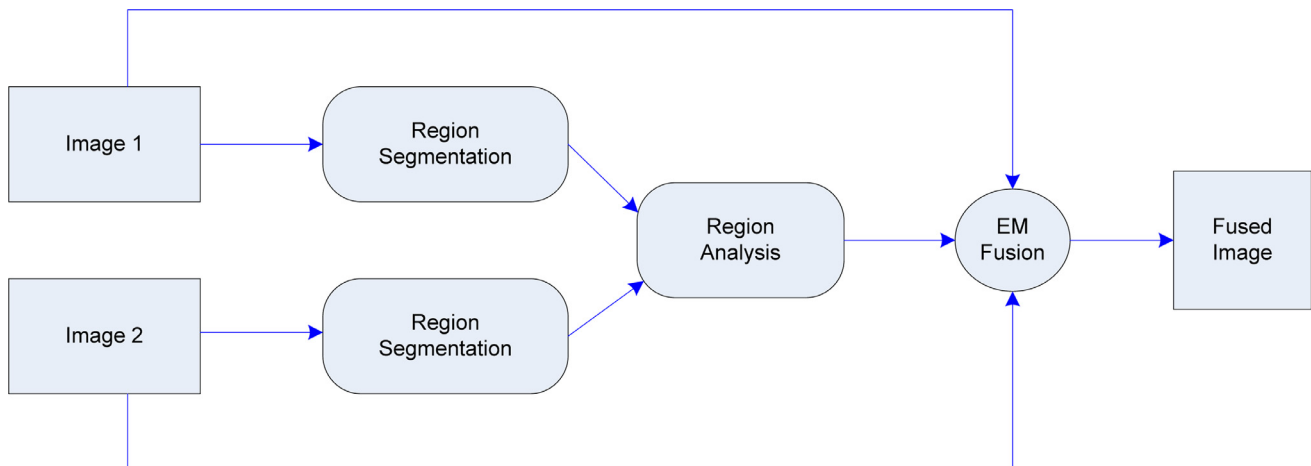 Image 1
Region
Segmentation
Image 2
Region
Segmentation
Region
Analysis
EM
Fusion
Fused
Image